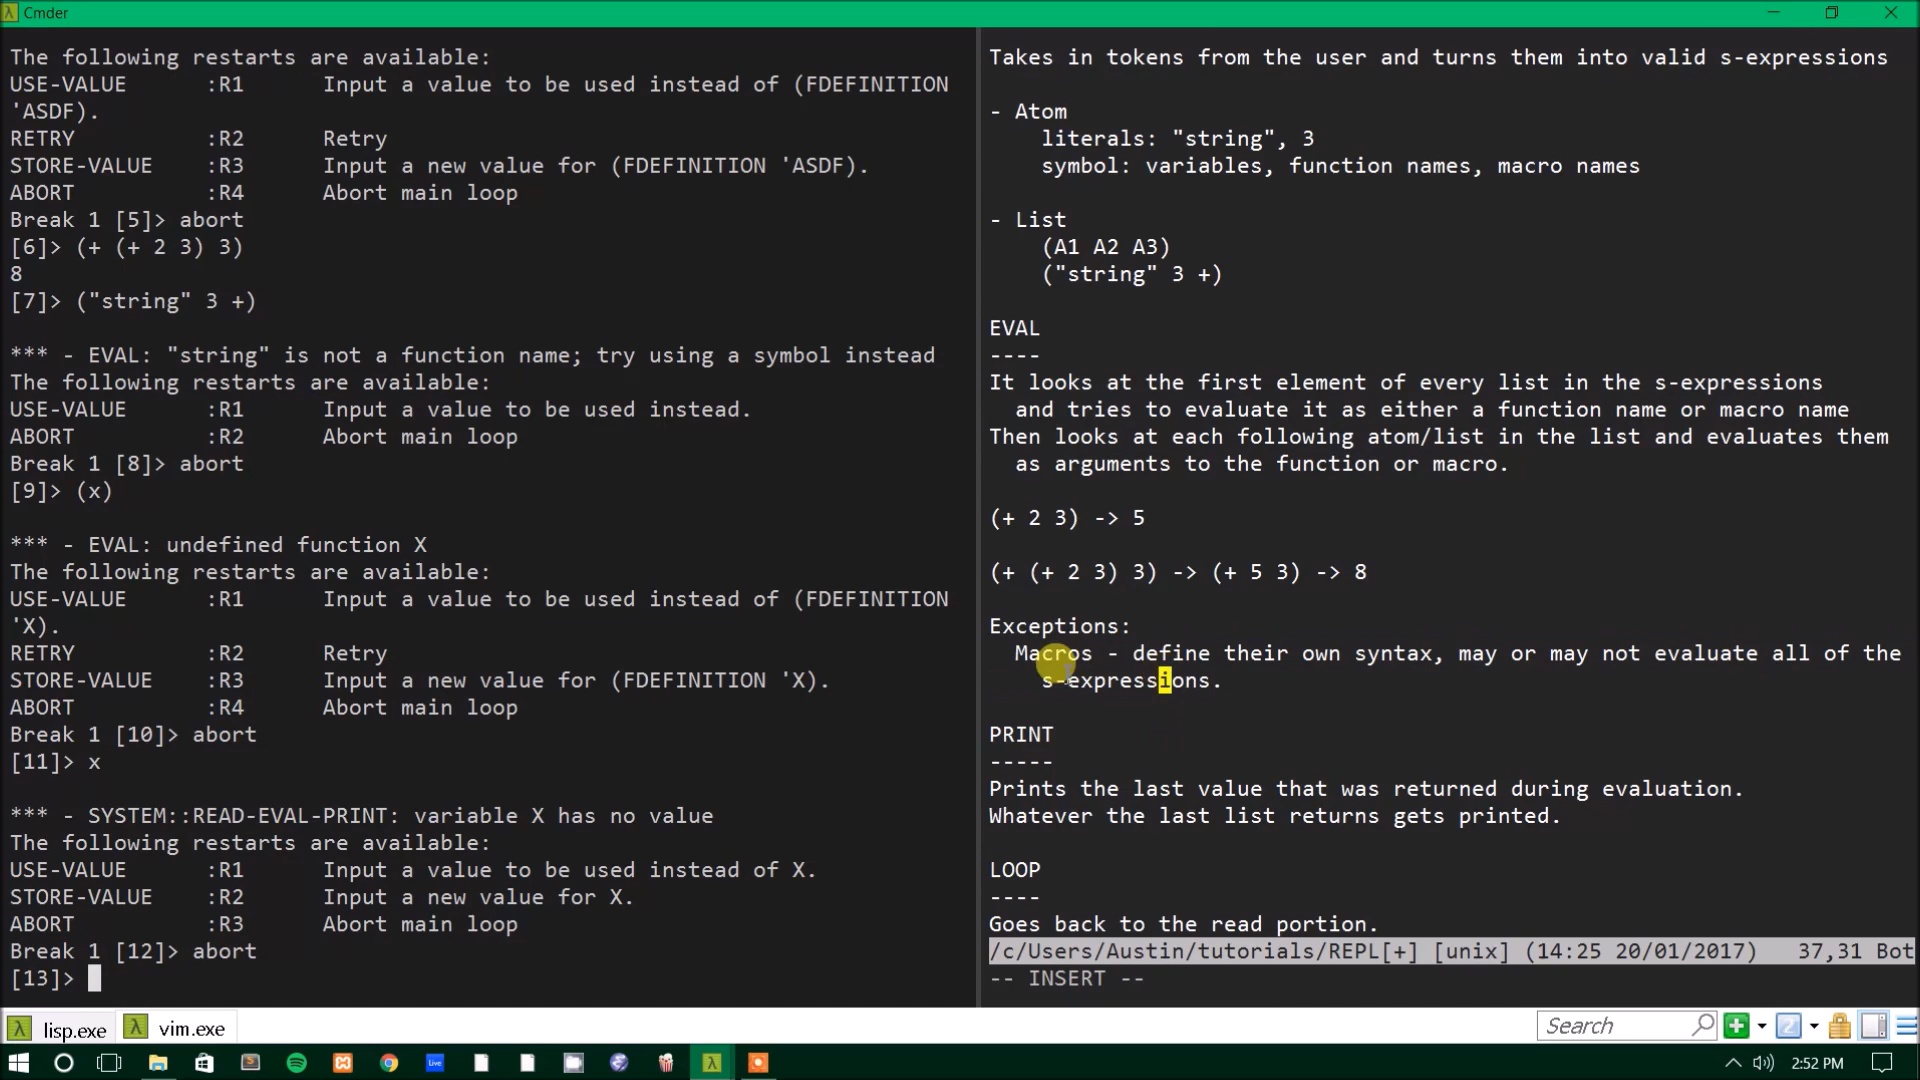 Cmder
The following restarts are available:
USE-VALUE :R1 Input a value to be used instead of (FDEFINITION
'ASDF).
RETRY :R2 Retry
STORE-VALUE :R3 Input a new value for (FDEFINITION 'ASDF).
ABORT :R4 Abort main loop
Break 1 [5]> abort
[6]> (+ (+ 2 3) 3)
8
[7]> ("string" 3 +)
*** - EVAL: "string" is not a function name; try using a symbol instead
The following restarts are available:
USE-VALUE :R1 Input a value to be used instead.
ABORT :R2 Abort main loop
Break 1 [8]> abort
[9]> (x)
*** - EVAL: undefined function X
The following restarts are available:
USE-VALUE :R1 Input a value to be used instead of (FDEFINITION
'X).
RETRY :R2 Retry
STORE-VALUE :R3 Input a new value for (FDEFINITION 'X).
ABORT :R4 Abort main loop
Break 1 [10]> abort
[11]> x
*** - SYSTEM::READ-EVAL-PRINT: variable X has no value
The following restarts are available:
USE-VALUE :R1 Input a value to be used instead of X.
STORE-VALUE :R2 Input a new value for X.
ABORT :R3 Abort main loop
Break 1 [12]> abort
[13]>
Takes in tokens from the user and turns them into valid s-expressions
- Atom
literals: "string", 3
symbol: variables, function names, macro names
- List
(A1 A2 A3)
("string" 3 +)
EVAL
----
It looks at the first element of every list in the s-expressions
and tries to evaluate it as either a function name or macro name
Then looks at each following atom/list in the list and evaluates them
as arguments to the function or macro.
(+ 2 3) -> 5
(+ (+ 2 3) 3) -> (+ 5 3) -> 8
Exceptions:
Macros - define their own syntax, may or may not evaluate all of the
s-expressions.
PRINT
-----
Prints the last value that was returned during evaluation.
Whatever the last list returns gets printed.
LOOP
----
Goes back to the read portion.
/c/Users/Austin/tutorials/REPL[+] [unix] (14:25 20/01/2017) 37,31 Bot
-- INSERT --
lisp.exe
vim.exe
Search
Live
2:52 PM